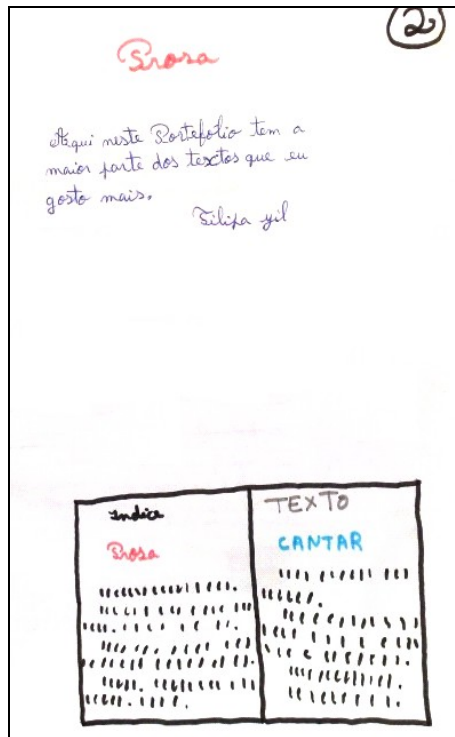 2
Prosa
Aqui neste Portefolio tem a
maior parte dos textos que eu
gosto mais.
Filipa gil
Indice
Prosa
TEXTO
CANTAR